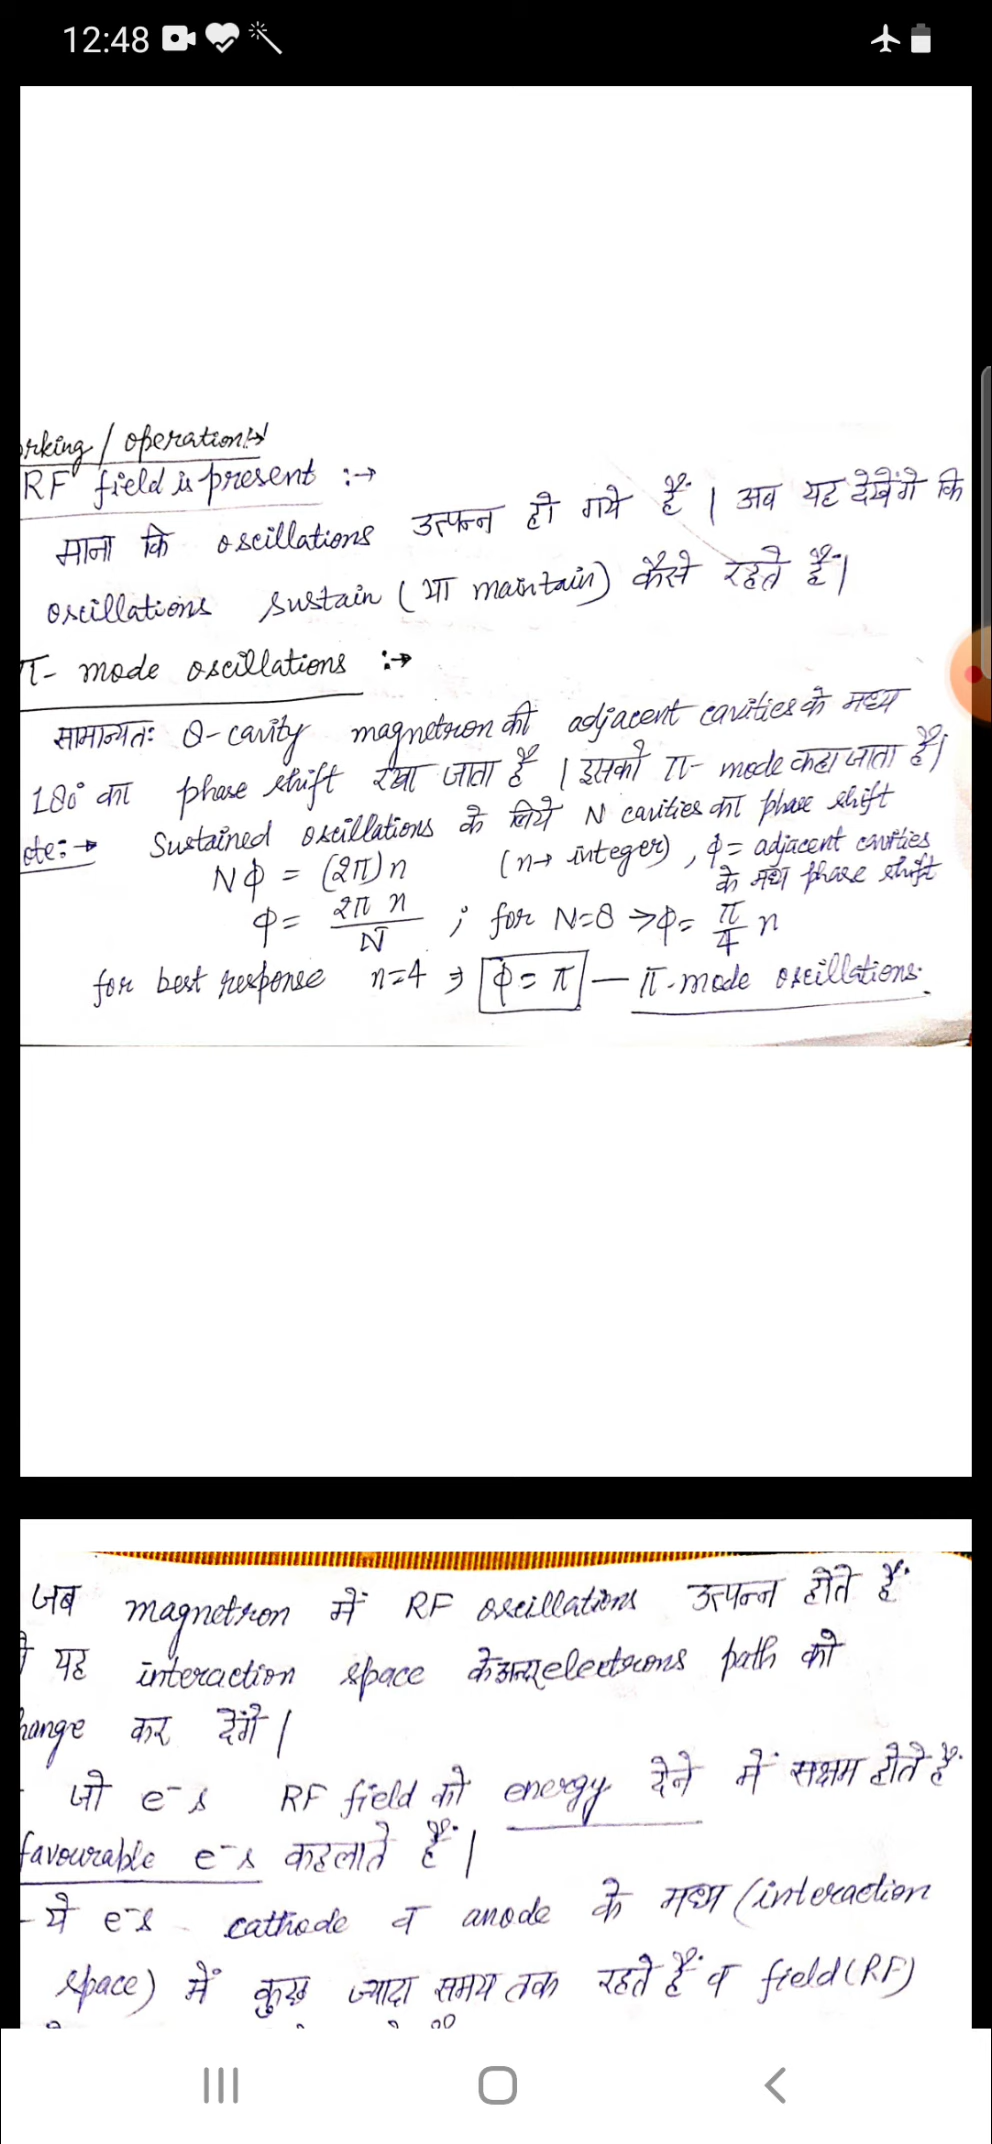 12:48
orking / operation:→
RF field is present :→
माना कि oscillations उत्पन्न हो गये हैं | अब यह देखेंगे कि
oscillations sustain (या maintain) कैसे रहते हैं|
π- mode oscillations :→
सामान्यतः 8-cavity magnetron की adjacent cavities के मध्य
180° का phase shift रखा जाता है | इसको π- mode कहा जाता है|
ote:→ Sustained oscillations के लिये N cavities का phase shift
Nφ = (2π)n (n→ integer), φ= adjacent cavities के मध्य phase shift
φ = 2π n / N ; for N=8 ⇒ φ= π/4 n
for best response n=4 ⇒ φ = π — π-mode oscillations.
जब magnetron में RF oscillations उत्पन्न होते हैं
यह interaction space के अन्दर electrons path को
hange कर देंगे |
- जो e⁻s RF field को energy देने में सक्षम होते हैं
favourable e⁻s कहलाते हैं |
- ये e⁻s cathode व anode के मध्य (interaction
space) में कुछ ज्यादा समय तक रहते हैं व field (RF)